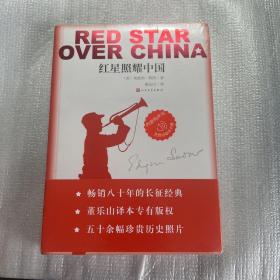 RED STAR
OVER CHINA
红星照耀中国
Edgar Snow
★ 畅销八十年的长征经典 ★
★ 董乐山译本专有版权 ★
★ 五十余幅珍贵历史照片 ★